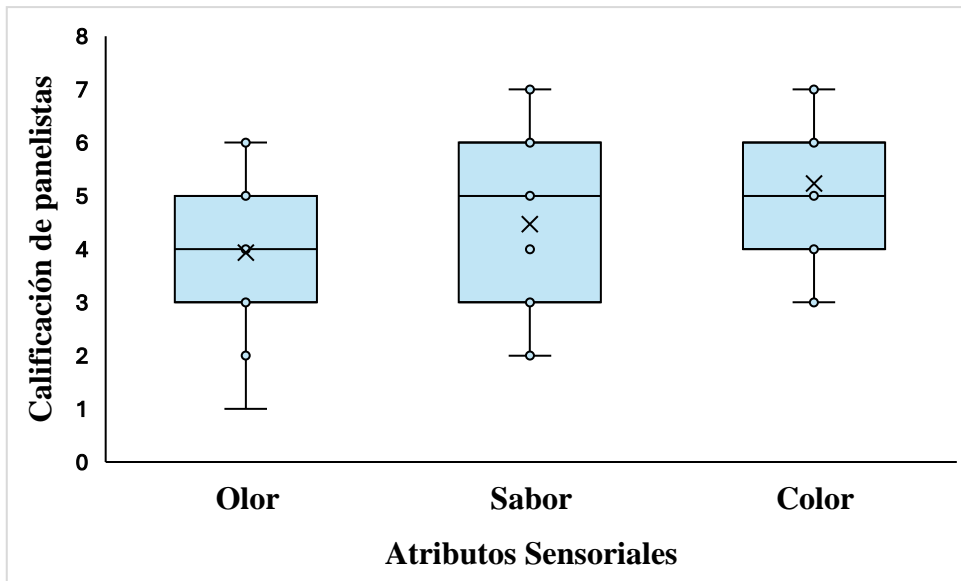 8
7
6
5
4
3
2
1
0
Calificación de panelistas
Olor
Sabor
Color
Atributos Sensoriales